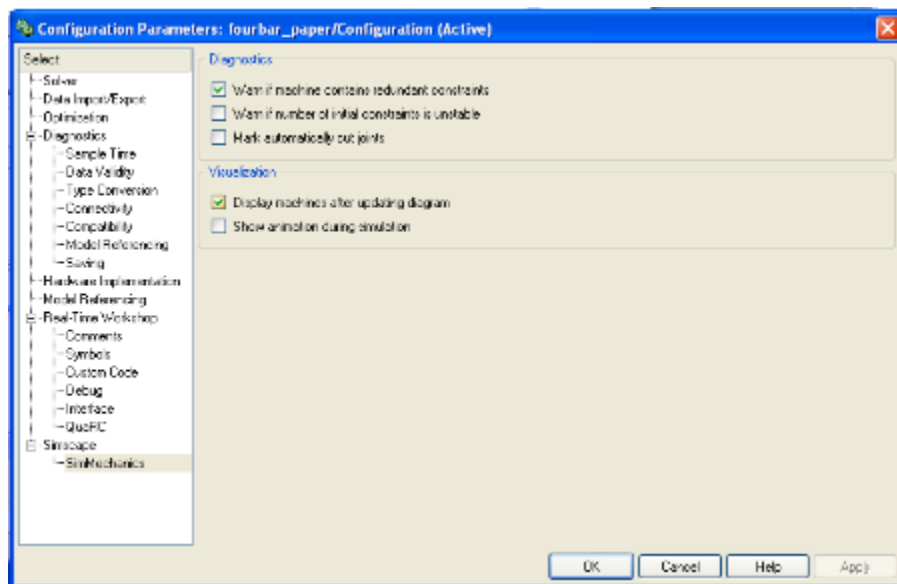 Configuration Parameters: fourbar_paper/Configuration (Active)
Select
Solver
Data Import/Export
Optimization
Diagnostics
Sample Time
Data Validity
Type Conversion
Connectivity
Compatibility
Model Referencing
Saving
Hardware Implementation
Model Referencing
Real-Time Workshop
Comments
Symbols
Custom Code
Debug
Interface
QuaRC
Simscape
SimMechanics
Diagnostics
Warn if machine contains redundant constraints
Warn if number of initial constraints is unstable
Mark automatically cut joints
Visualization
Display machines after updating diagram
Show animation during simulation
OK
Cancel
Help
Apply